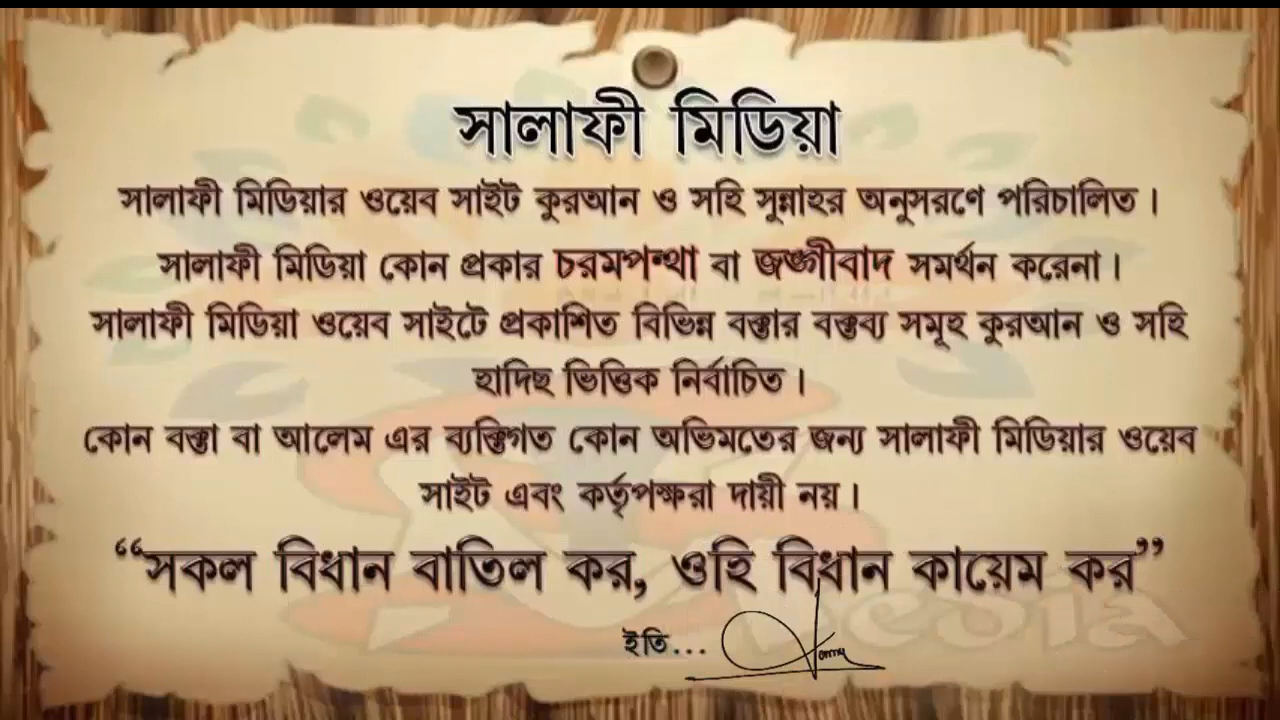 সালাফী মিডিয়া
সালাফী মিডিয়ার ওয়েব সাইট কুরআন ও সহি সুন্নাহর অনুসরণে পরিচালিত।
সালাফী মিডিয়া কোন প্রকার চরমপন্থা বা জঙ্গীবাদ সমর্থন করেনা।
সালাফী মিডিয়া ওয়েব সাইটে প্রকাশিত বিভিন্ন বক্তার বক্তব্য সমূহ কুরআন ও সহি
হাদিছ ভিত্তিক নির্বাচিত।
কোন বক্তা বা আলেম এর ব্যক্তিগত কোন অভিমতের জন্য সালাফী মিডিয়ার ওয়েব
সাইট এবং কর্তৃপক্ষরা দায়ী নয়।
“সকল বিধান বাতিল কর, ওহি বিধান কায়েম কর”
ইতি...